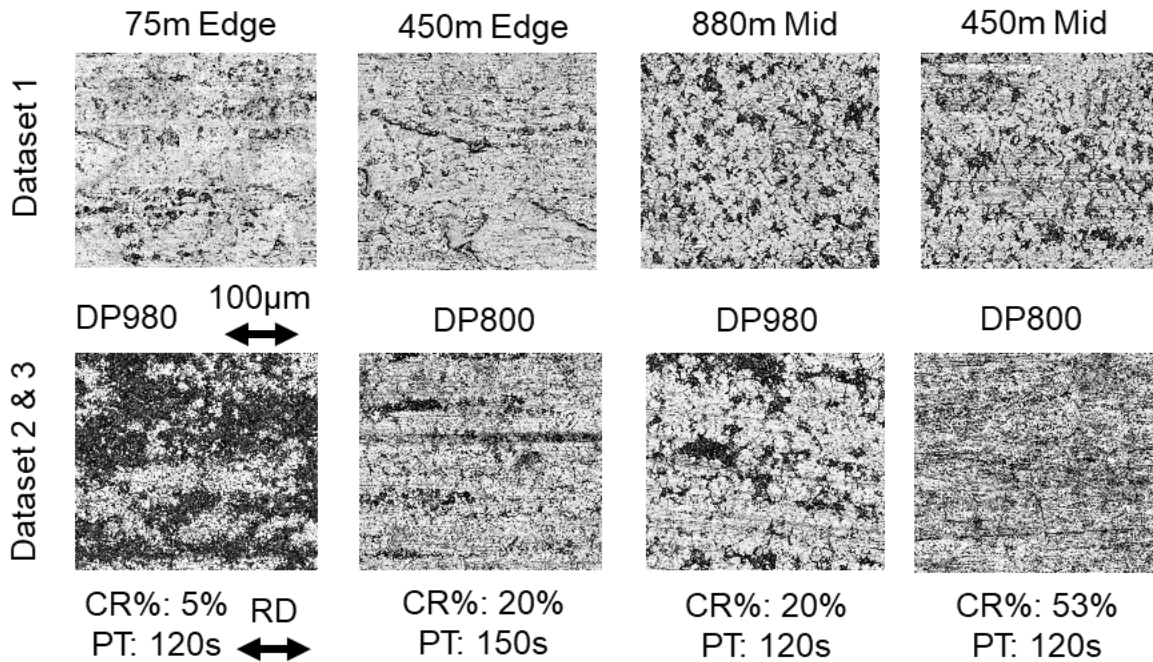 75m Edge 450m Edge 880m Mid 450m Mid
Dataset 1
DP980 100µm DP800 DP980 DP800
Dataset 2 & 3
CR%: 5% RD CR%: 20% CR%: 20% CR%: 53%
PT: 120s PT: 150s PT: 120s PT: 120s